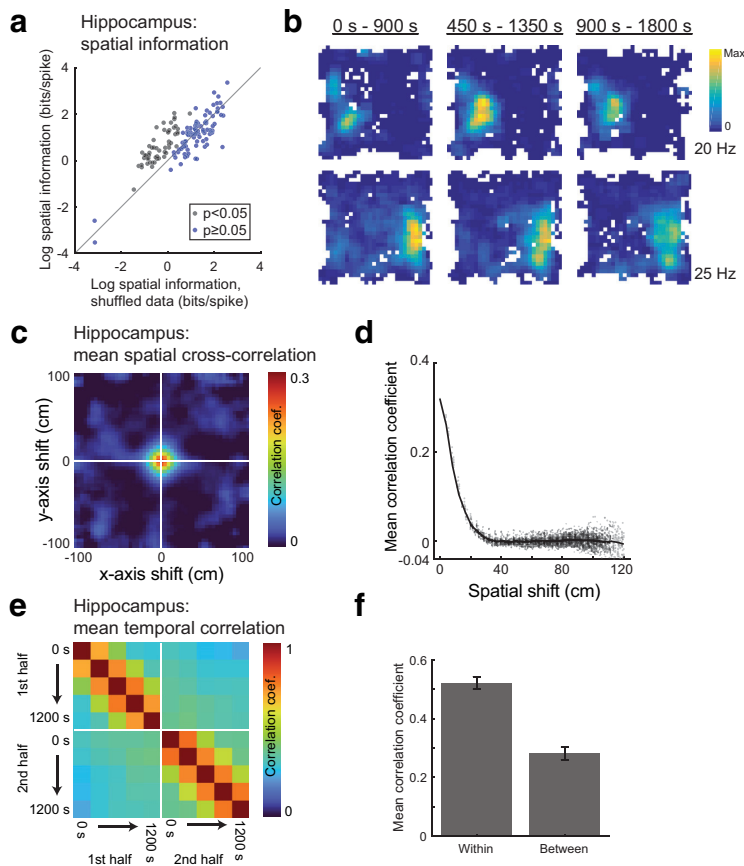 a
Hippocampus:
spatial information
Log spatial information (bits/spike)
4
2
0
-2
-4
-4
-2
0
2
4
p<0.05
p≥0.05
Log spatial information,
shuffled data (bits/spike)
b
0 s - 900 s
450 s - 1350 s
900 s - 1800 s
Max
0
20 Hz
25 Hz
c
Hippocampus:
mean spatial cross-correlation
y-axis shift (cm)
100
0
-100
-100
0
100
x-axis shift (cm)
0.3
Correlation coef.
0
d
Mean correlation coefficient
0.4
0.2
0
-0.04
0
40
80
120
Spatial shift (cm)
e
Hippocampus:
mean temporal correlation
1st half
0 s
1200 s
2nd half
0 s
1200 s
0 s
1200 s
0 s
1200 s
1st half
2nd half
1
Correlation coef.
0
f
Mean correlation coefficient
0.6
0.4
0.2
0
Within
Between